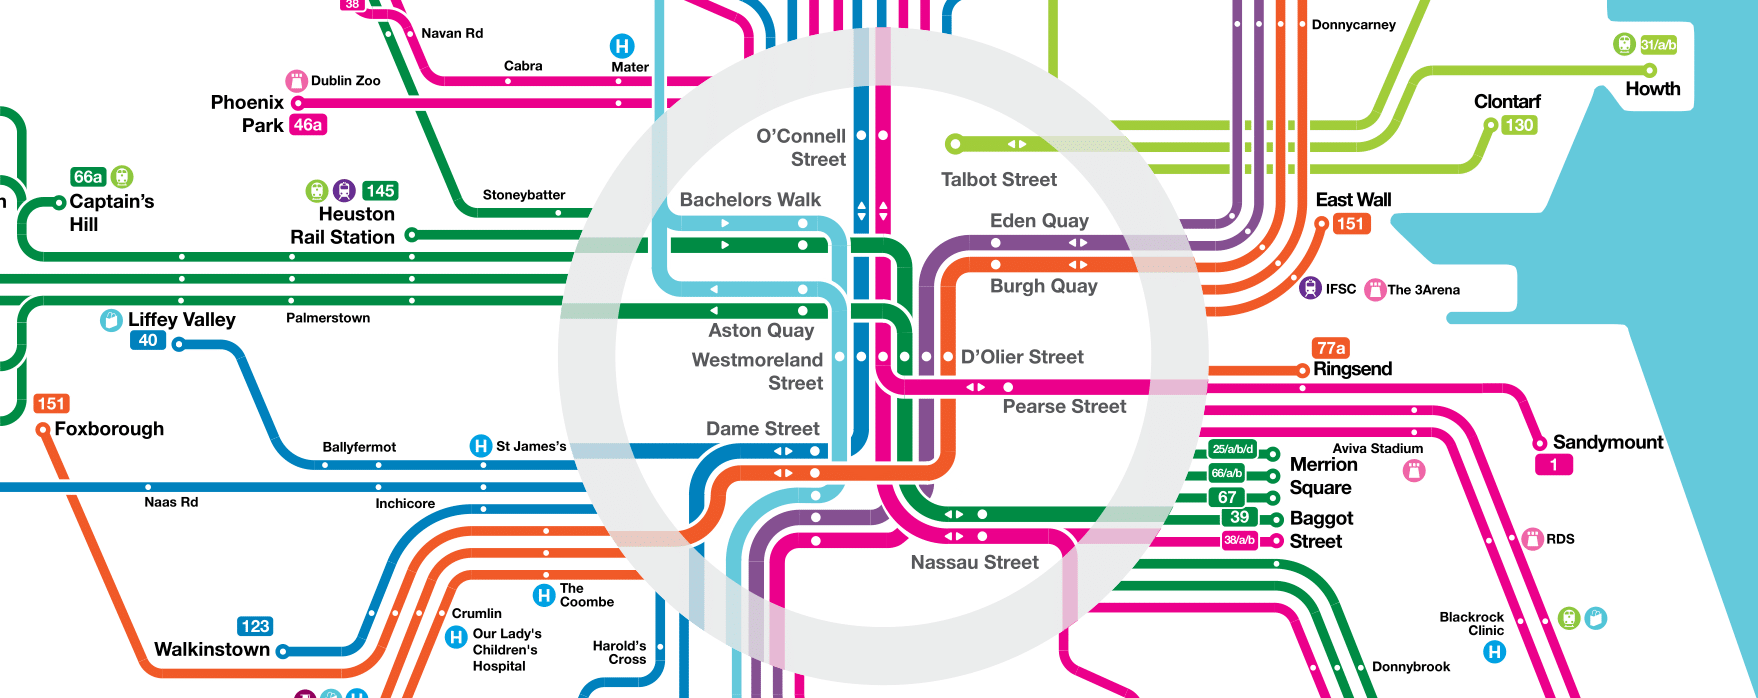 38
Navan Rd
Cabra
H
Mater
Dublin Zoo
Phoenix
Park 46a
Donnycarney
31/a/b
Howth
Clontarf
130
O'Connell
Street
Talbot Street
66a
Captain's
Hill
145
Heuston
Rail Station
Stoneybatter
Bachelors Walk
Eden Quay
Burgh Quay
East Wall
151
IFSC
The 3Arena
Palmerstown
Liffey Valley
40
Aston Quay
Westmoreland
Street
D'Olier Street
Pearse Street
77a
Ringsend
151
Foxborough
Dame Street
Ballyfermot
H St James's
Naas Rd
Inchicore
25/a/b/d
66/a/b
67
39
38/a/b
Merrion
Square
Baggot
Street
Aviva Stadium
Sandymount
1
RDS
Nassau Street
H The
Coombe
Crumlin
H Our Lady's
Children's
Hospital
123
Walkinstown
Harold's
Cross
Blackrock
Clinic
H
Donnybrook